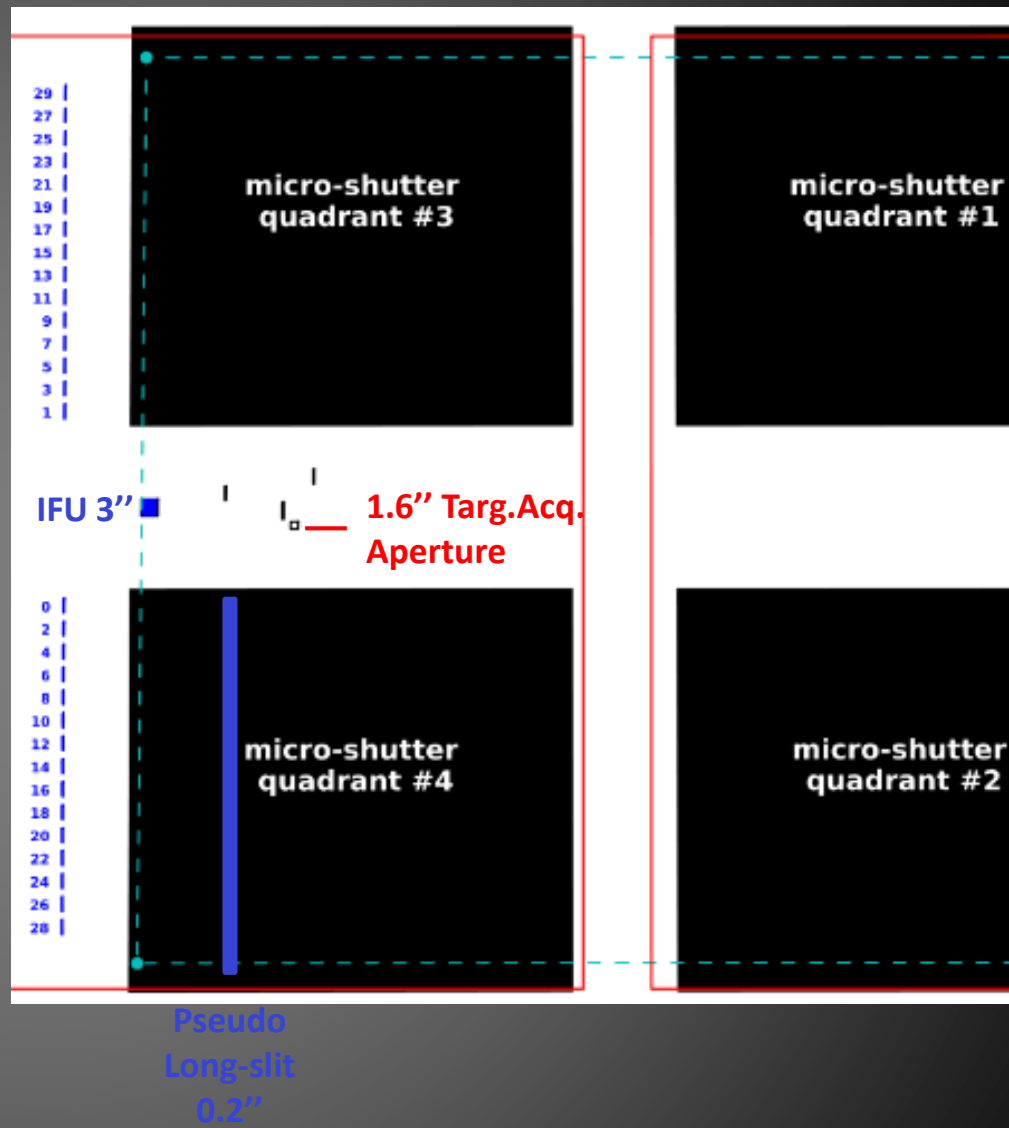 29
27
25
23
21
19
17
15
13
11
9
7
5
3
1
micro-shutter
quadrant #3
micro-shutter
quadrant #1
IFU 3’’
1.6’’ Targ.Acq.
Aperture
0
2
4
6
8
10
12
14
16
18
20
22
24
26
28
micro-shutter
quadrant #4
micro-shutter
quadrant #2
Pseudo
Long-slit
0.2’’